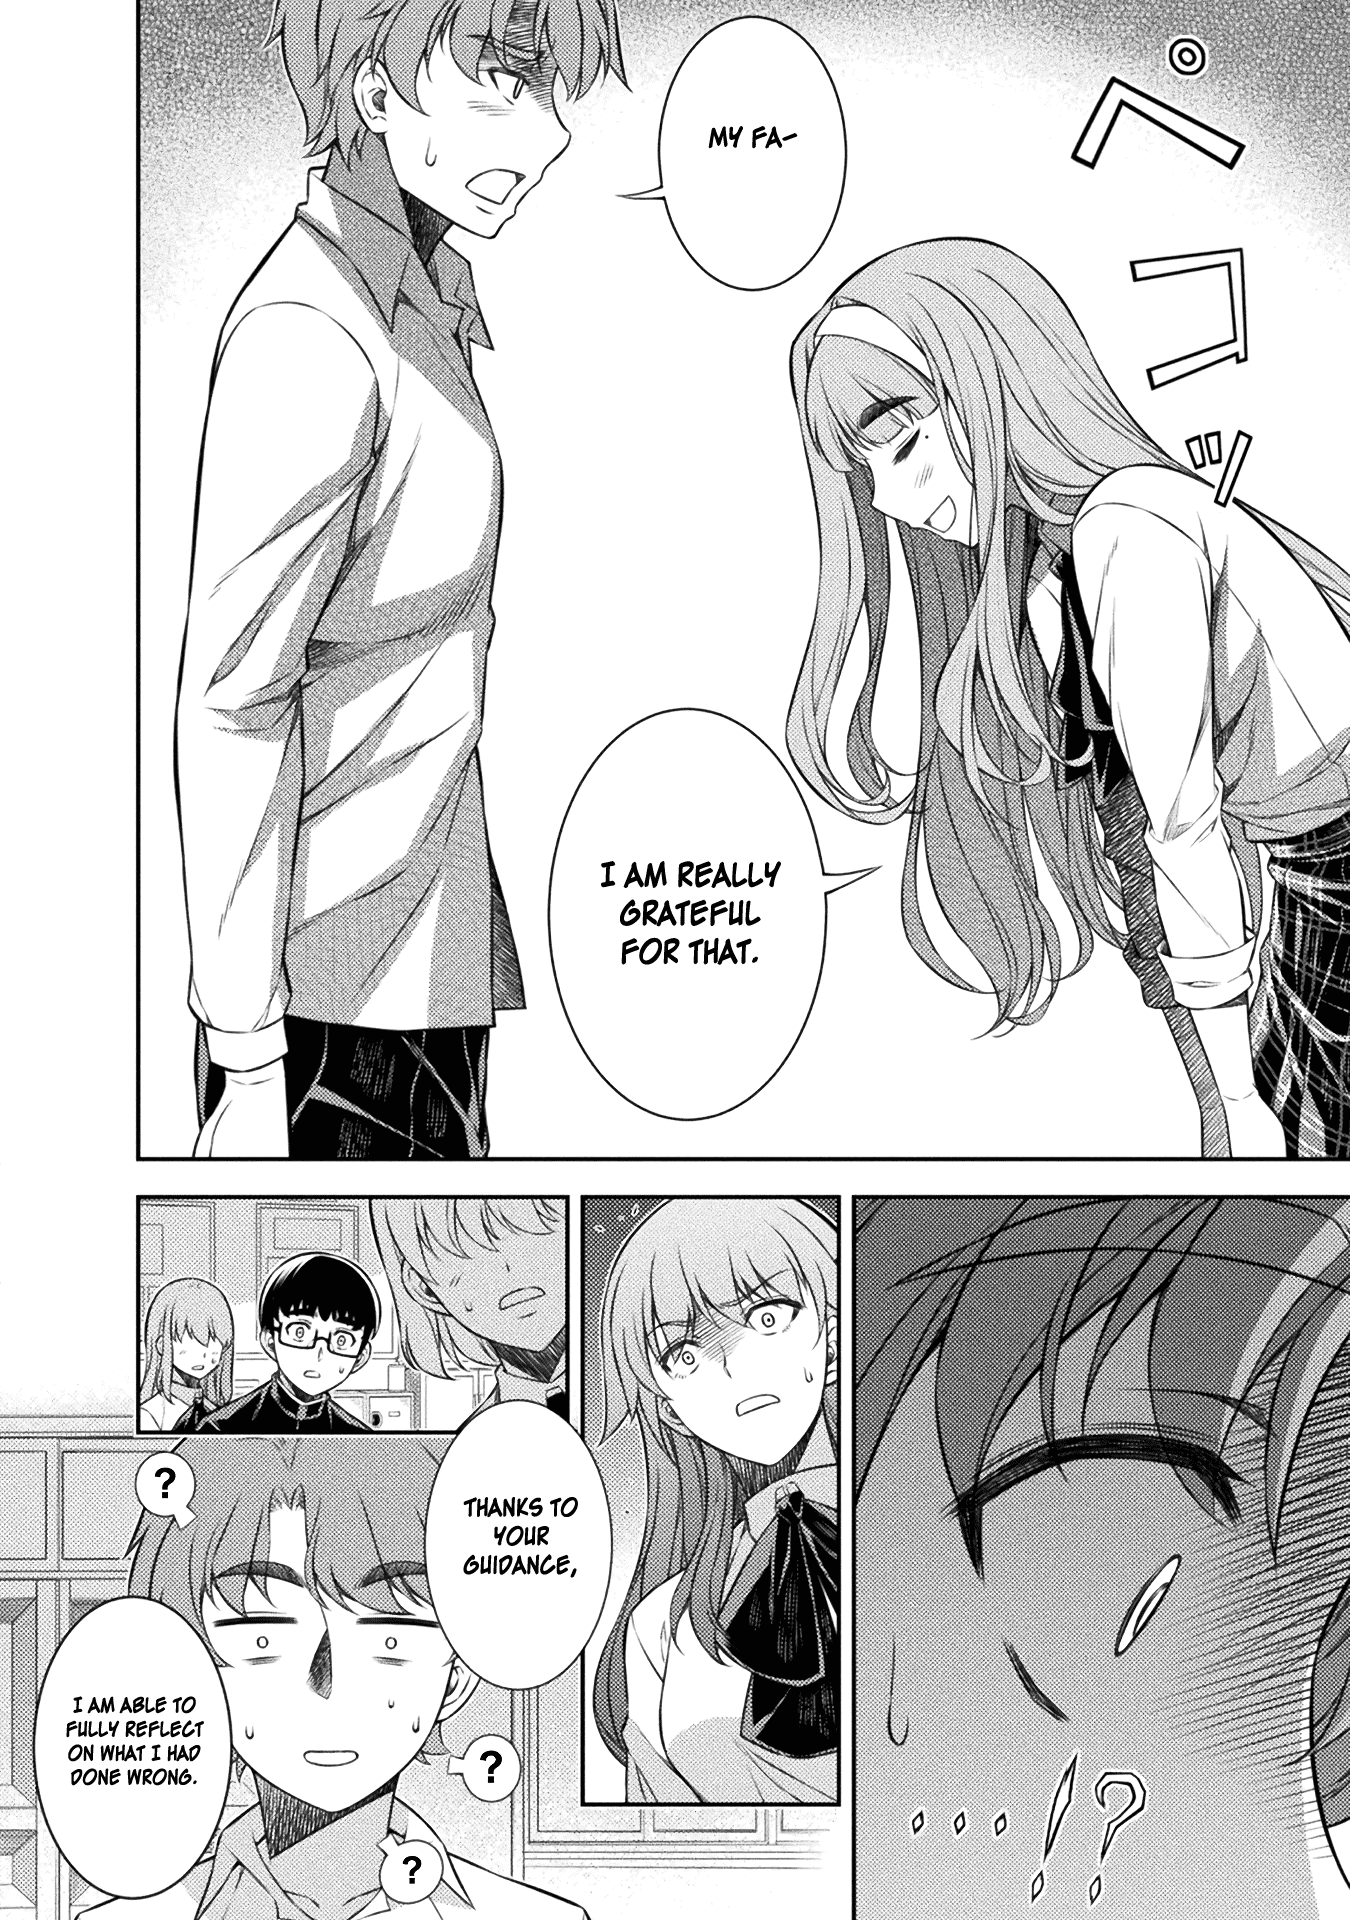 MY FA-
ペコッ
I AM REALLY
GRATEFUL
FOR THAT.
...!?
THANKS TO
YOUR
GUIDANCE,
?
I AM ABLE TO
FULLY REFLECT
ON WHAT I HAD
DONE WRONG.
?
?